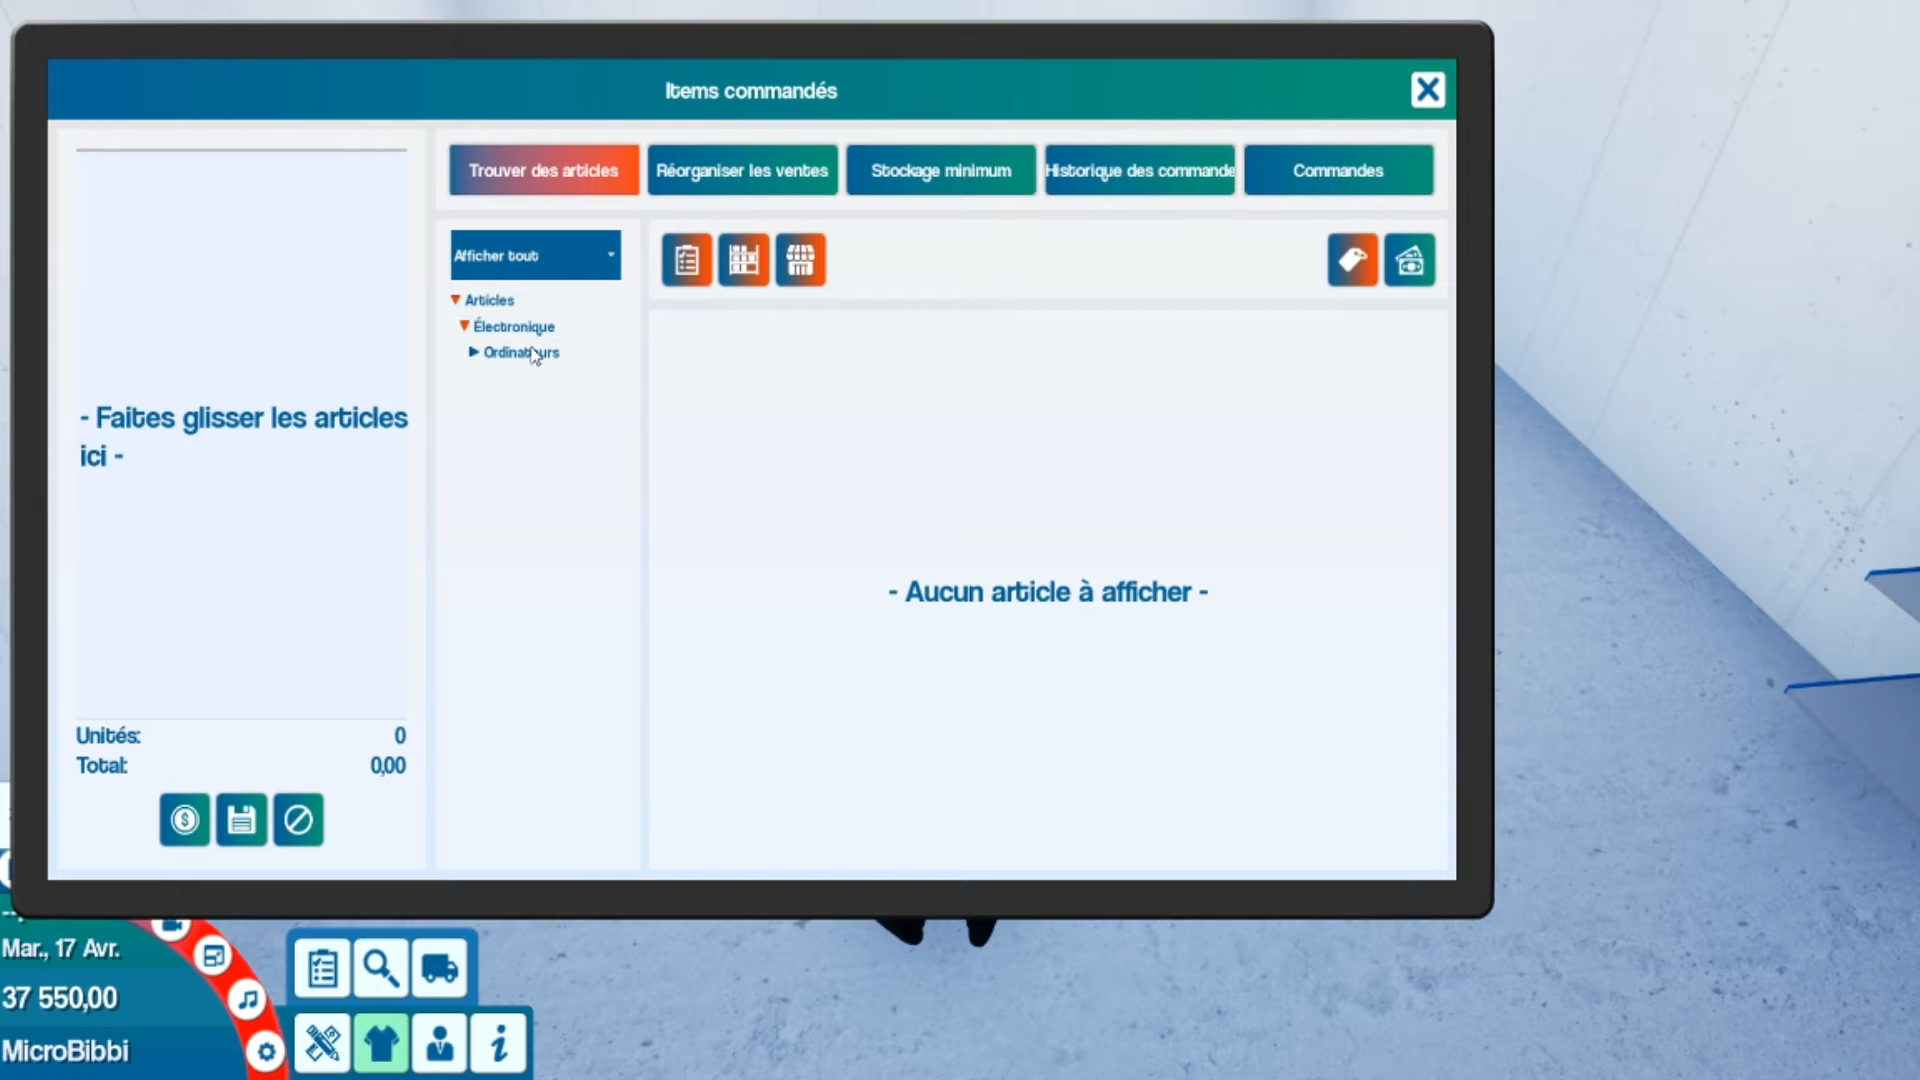 Items commandés
Trouver des articles
Réorganiser les ventes
Stockage minimum
Historique des commande
Commandes
Afficher tout
Articles
Électronique
Ordinateurs
- Faites glisser les articles
ici -
- Aucun article à afficher -
Unités: 0
Total: 0,00
Mar., 17 Avr.
37 550,00
MicroBibbi